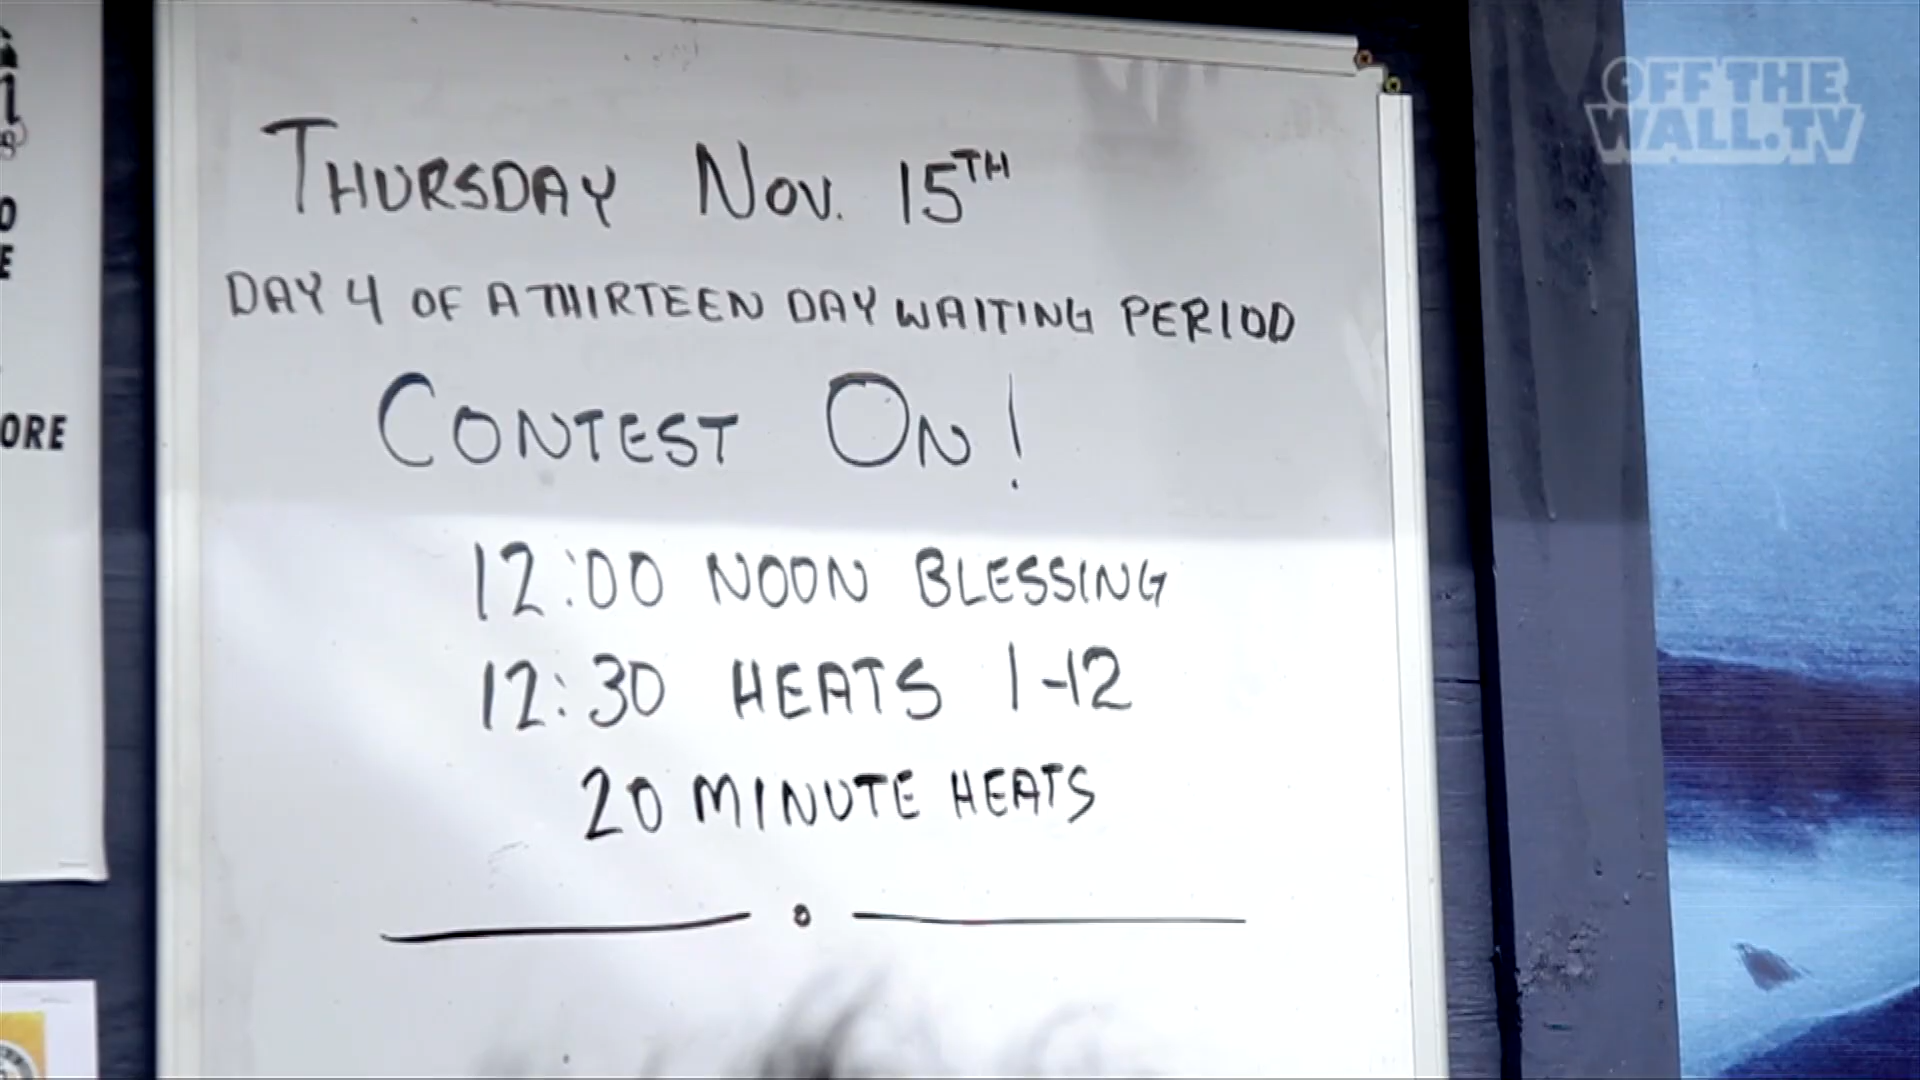 OFF THE
WALL.TV
THURSDAY NOV. 15TH
DAY 4 OF A THIRTEEN DAY WAITING PERIOD
CONTEST ON!
12:00 NOON BLESSING
12:30 HEATS 1-12
20 MINUTE HEATS
ORE